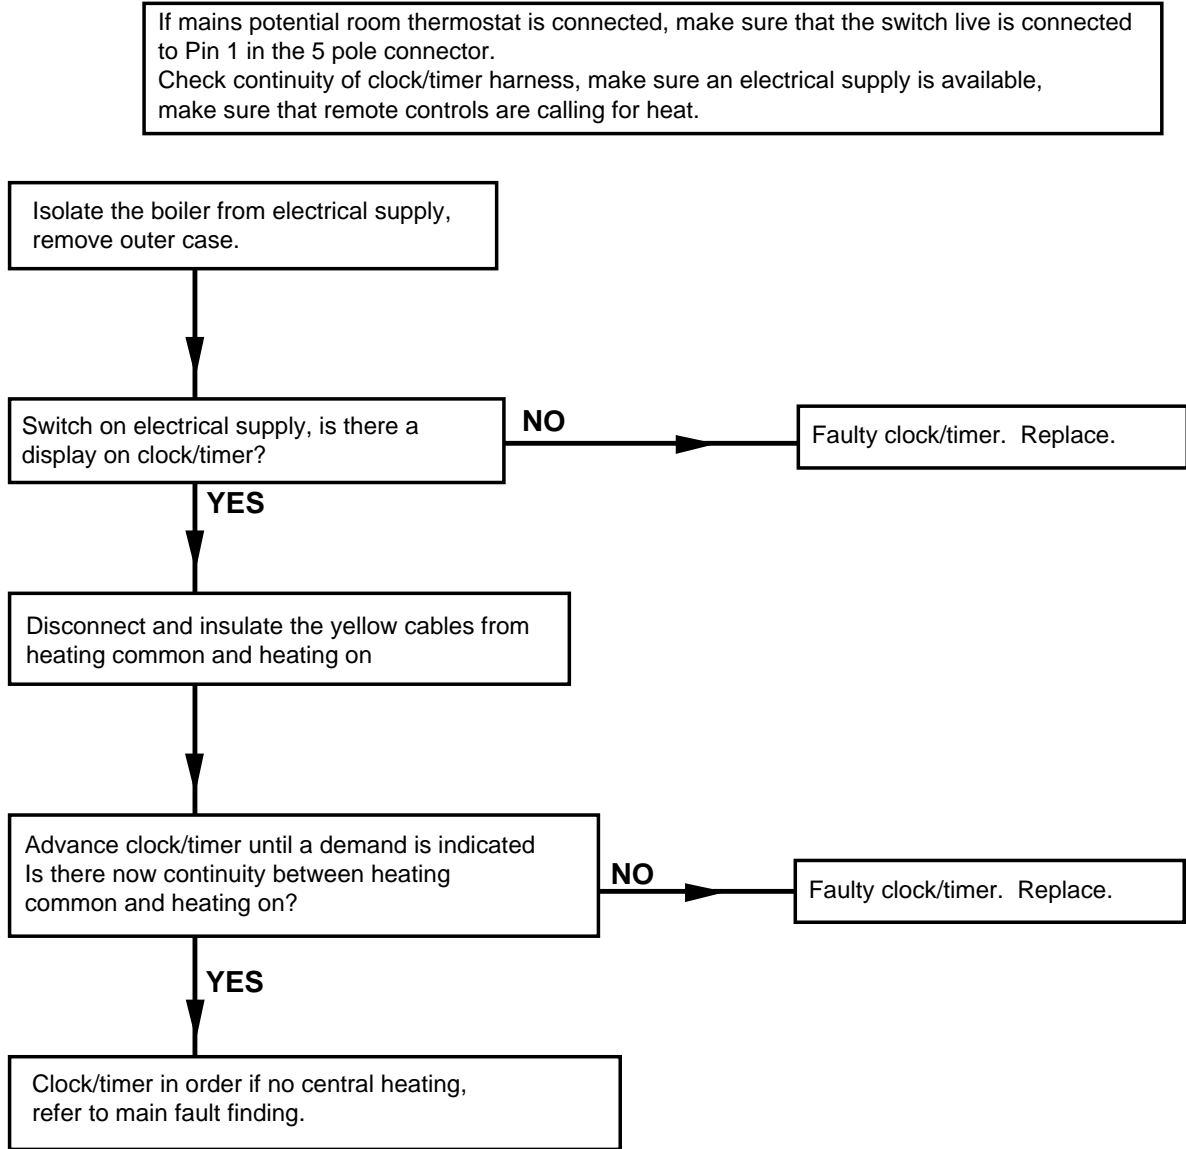 If mains potential room thermostat is connected, make sure that the switch live is connected
to Pin 1 in the 5 pole connector.
Check continuity of clock/timer harness, make sure an electrical supply is available,
make sure that remote controls are calling for heat.
Isolate the boiler from electrical supply,
remove outer case.
Switch on electrical supply, is there a
display on clock/timer?
NO
Faulty clock/timer.  Replace.
YES
Disconnect and insulate the yellow cables from
heating common and heating on
Advance clock/timer until a demand is indicated
Is there now continuity between heating
common and heating on?
NO
Faulty clock/timer.  Replace.
YES
Clock/timer in order if no central heating,
refer to main fault finding.